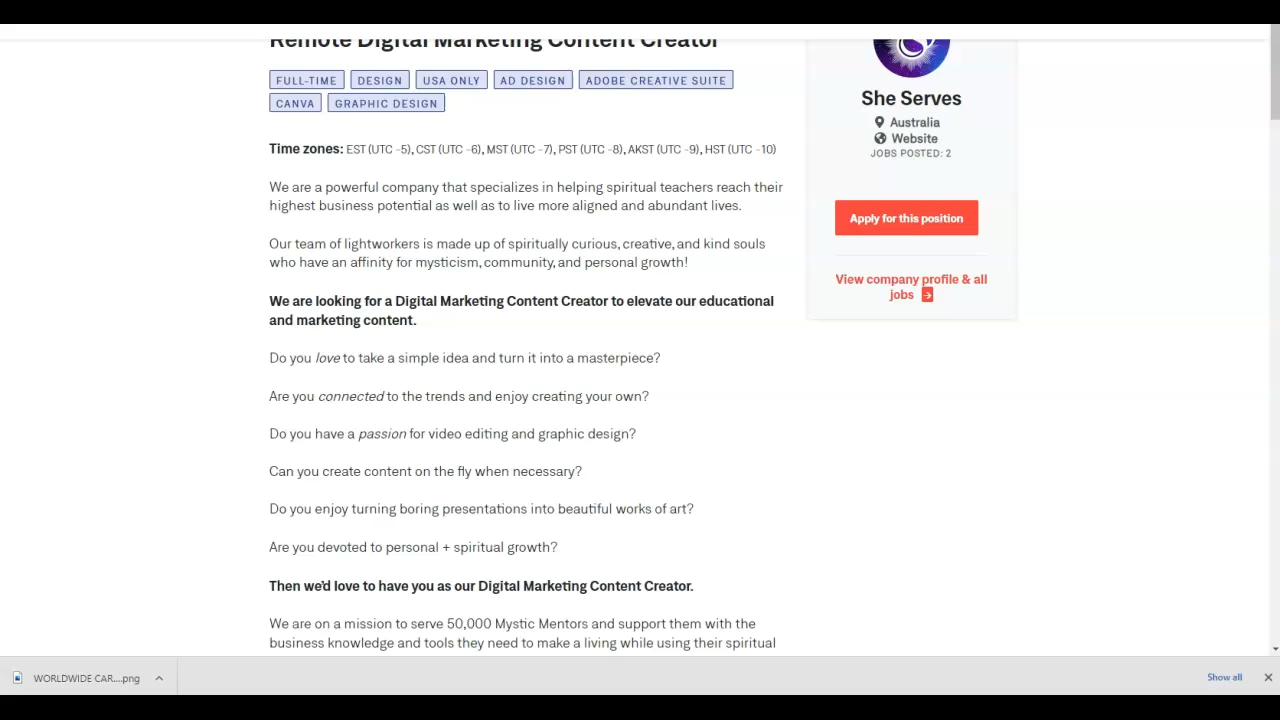 Remote Digital Marketing Content Creator
FULL-TIME DESIGN USA ONLY AD DESIGN ADOBE CREATIVE SUITE
CANVA GRAPHIC DESIGN
Time zones: EST (UTC -5), CST (UTC -6), MST (UTC -7), PST (UTC -8), AKST (UTC -9), HST (UTC -10)
We are a powerful company that specializes in helping spiritual teachers reach their
highest business potential as well as to live more aligned and abundant lives.
Our team of lightworkers is made up of spiritually curious, creative, and kind souls
who have an affinity for mysticism, community, and personal growth!
We are looking for a Digital Marketing Content Creator to elevate our educational
and marketing content.
Do you love to take a simple idea and turn it into a masterpiece?
Are you connected to the trends and enjoy creating your own?
Do you have a passion for video editing and graphic design?
Can you create content on the fly when necessary?
Do you enjoy turning boring presentations into beautiful works of art?
Are you devoted to personal + spiritual growth?
Then we'd love to have you as our Digital Marketing Content Creator.
We are on a mission to serve 50,000 Mystic Mentors and support them with the
business knowledge and tools they need to make a living while using their spiritual
She Serves
Australia
Website
JOBS POSTED: 2
Apply for this position
View company profile & all
jobs
WORLDWIDE CAR....png
Show all